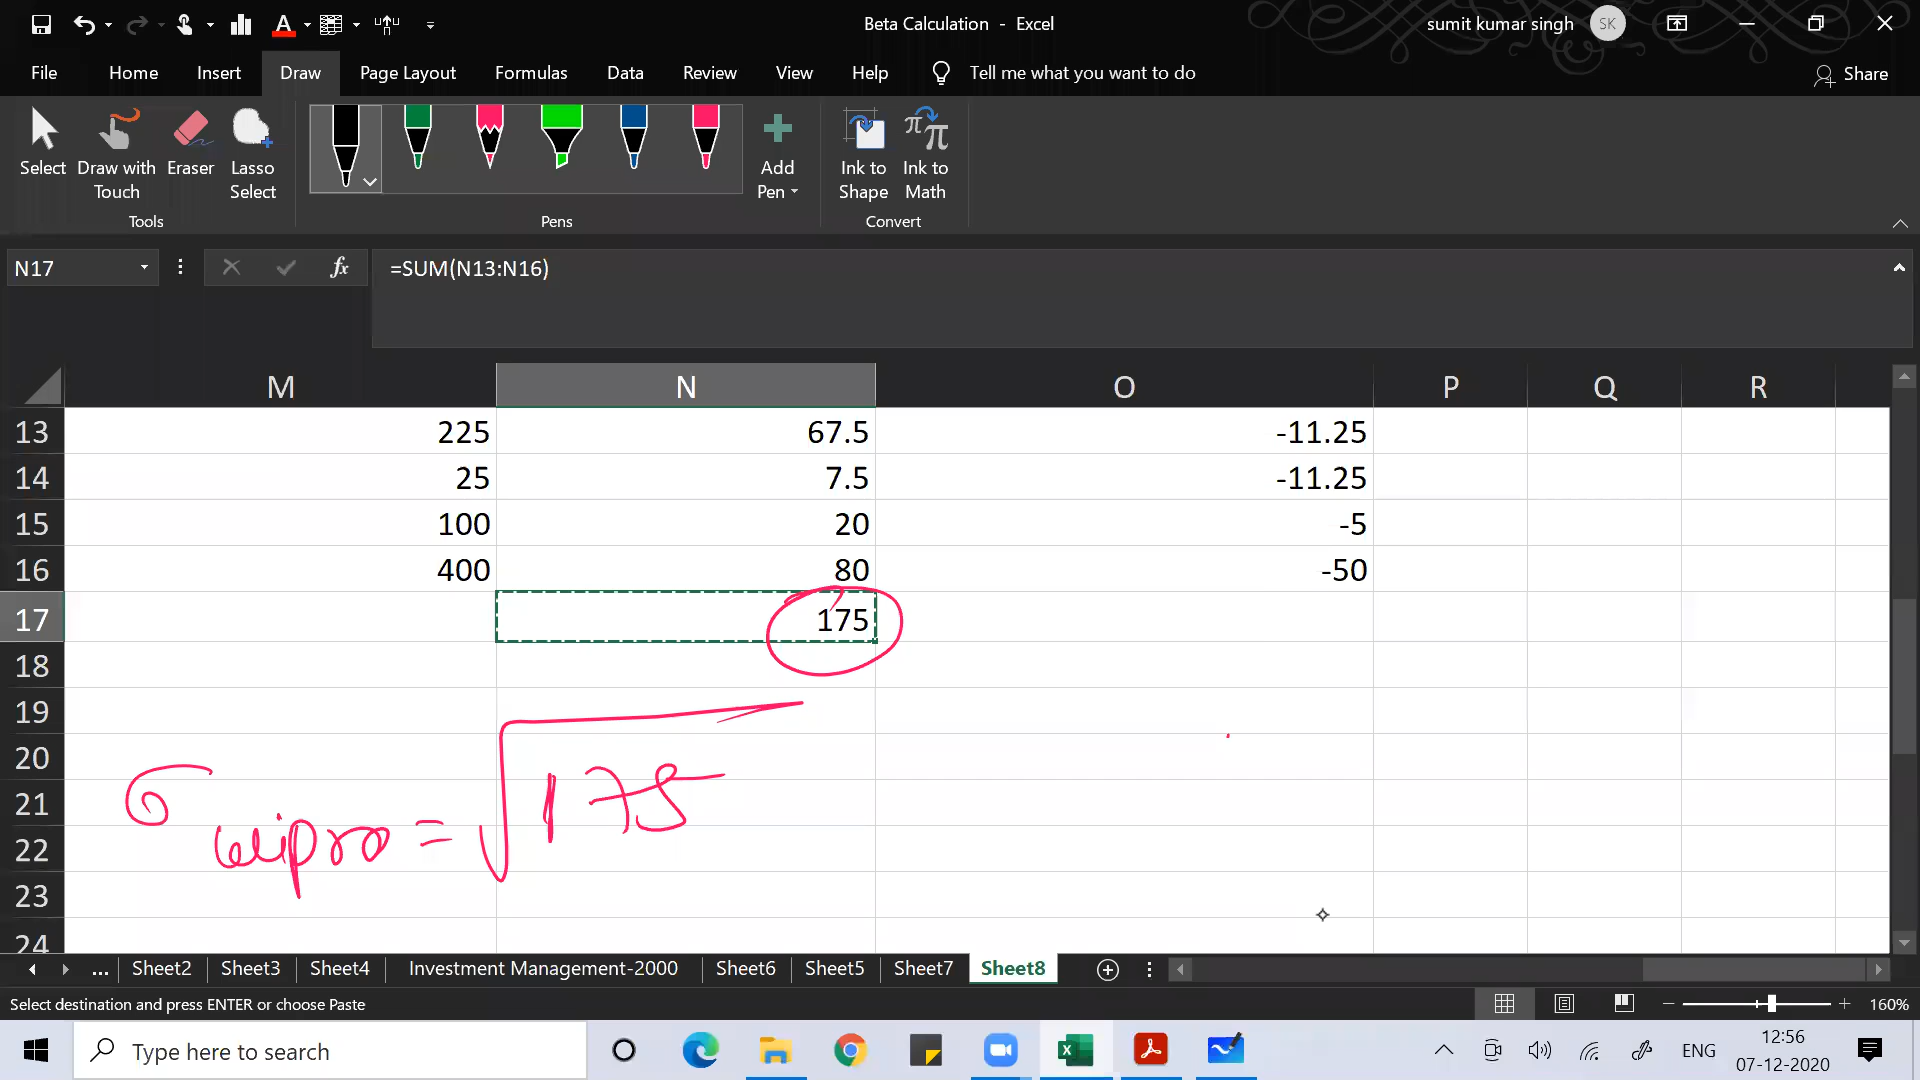 Beta Calculation - Excel
sumit kumar singh SK
File Home Insert Draw Page Layout Formulas Data Review View Help Tell me what you want to do Share
Select Draw with Touch Eraser Lasso Select Add Pen Ink to Shape Ink to Math
Tools Pens Convert
N17 fx =SUM(N13:N16)
M N O P Q R
13 225 67.5 -11.25
14 25 7.5 -11.25
15 100 20 -5
16 400 80 -50
17 175
18
19
20
21
22
23
24
σ wipro = √175
... Sheet2 Sheet3 Sheet4 Investment Management-2000 Sheet6 Sheet5 Sheet7 Sheet8
Select destination and press ENTER or choose Paste 160%
Type here to search ENG 12:56
07-12-2020